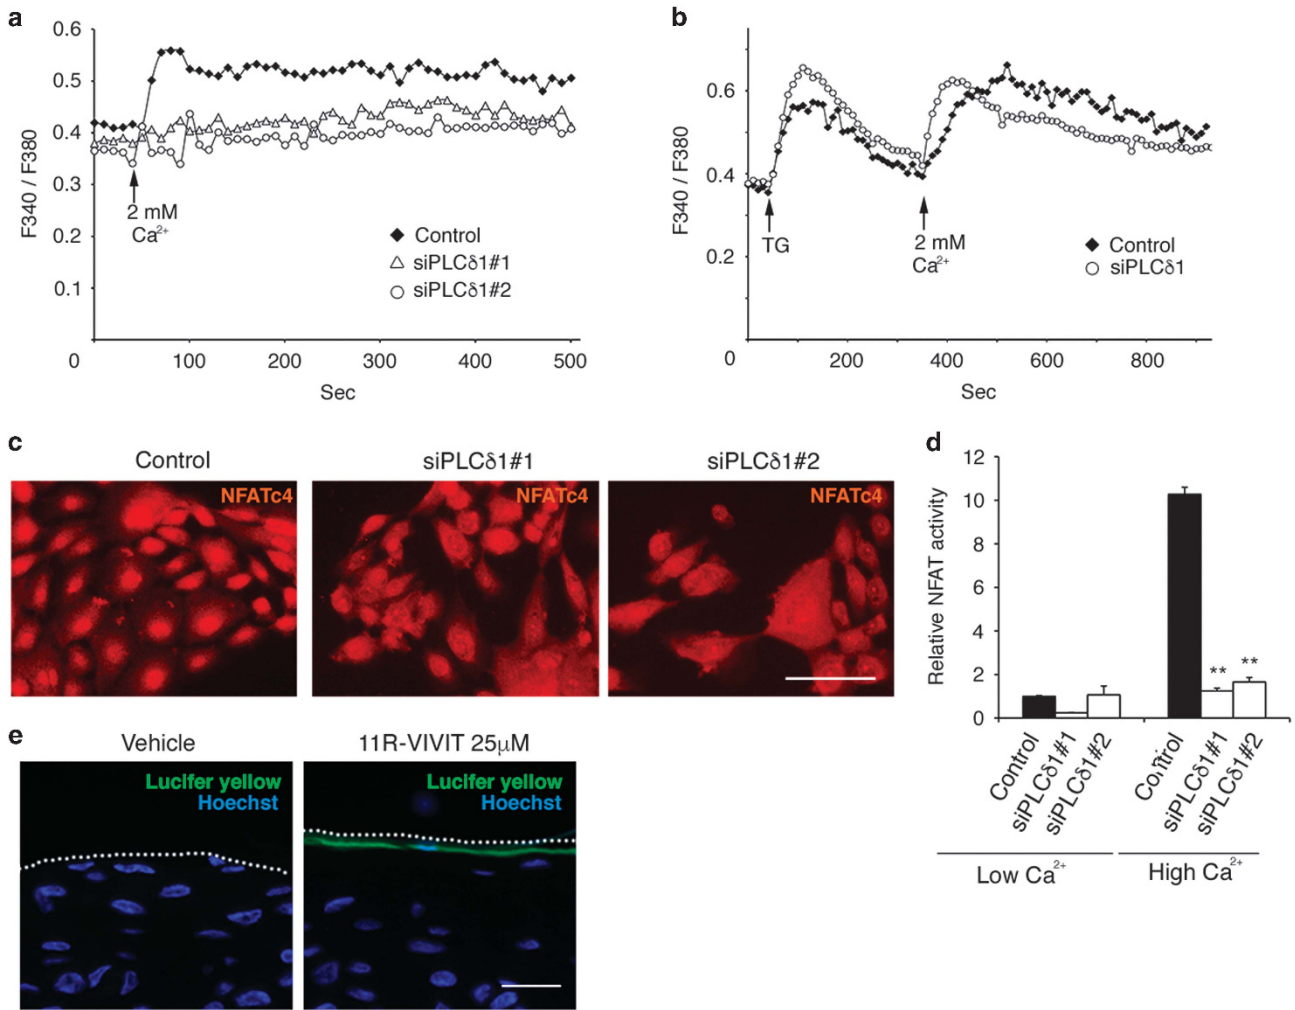 a
0.6
0.5
0.4
0.3
0.2
0.1
0
100
200
300
400
500
F340 / F380
Sec
2 mM
Ca2+
Control
siPLCδ1#1
siPLCδ1#2
b
0.6
0.4
0.2
0
200
400
600
800
F340 / F380
Sec
TG
2 mM
Ca2+
Control
siPLCδ1
c
Control
siPLCδ1#1
siPLCδ1#2
NFATc4
NFATc4
NFATc4
d
12
10
8
6
4
2
0
Relative NFAT activity
**
**
Control
siPLCδ1#1
siPLCδ1#2
Control
siPLCδ1#1
siPLCδ1#2
Low Ca2+
High Ca2+
e
Vehicle
11R-VIVIT 25μM
Lucifer yellow
Hoechst
Lucifer yellow
Hoechst